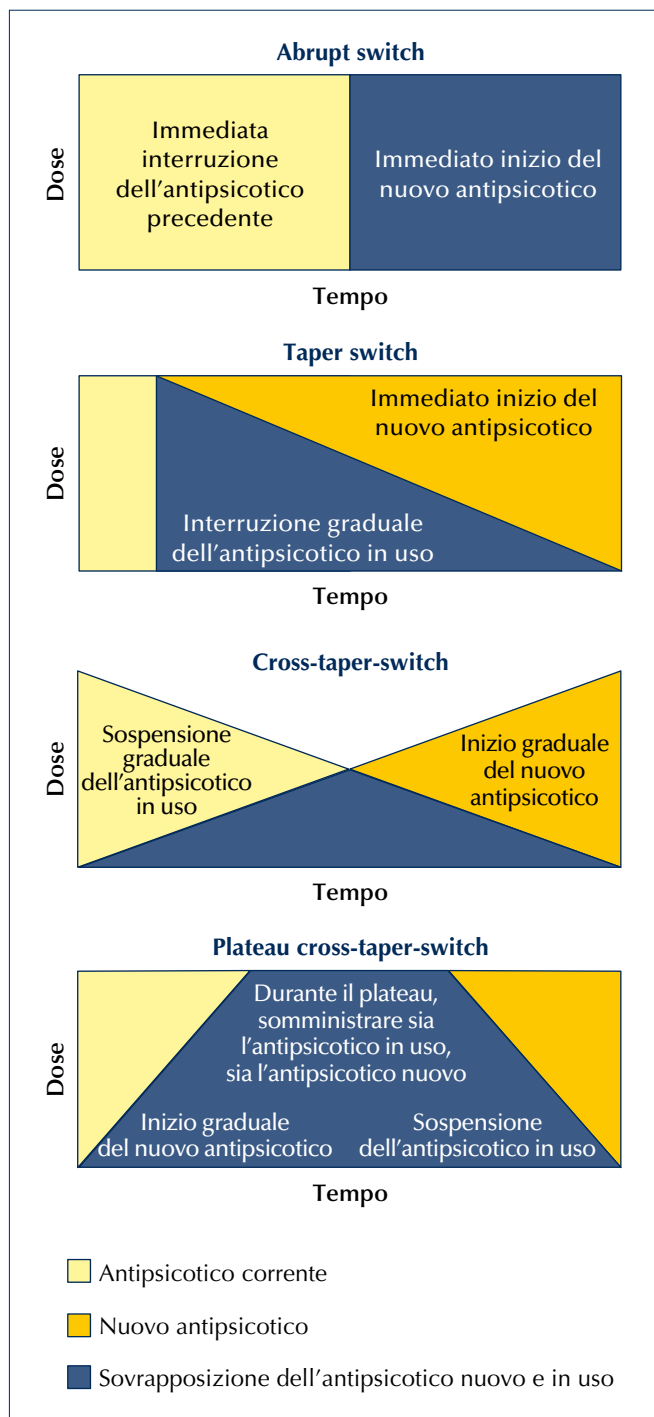 Abrupt switch
Dose
Immediata
interruzione
dell'antipsicotico
precedente
Immediato inizio del
nuovo antipsicotico
Tempo
Taper switch
Dose
Immediato inizio del
nuovo antipsicotico
Interruzione graduale
dell'antipsicotico in uso
Tempo
Cross-taper-switch
Dose
Sospensione
graduale
dell'antipsicotico
in uso
Inizio graduale
del nuovo
antipsicotico
Tempo
Plateau cross-taper-switch
Dose
Durante il plateau,
somministrare sia
l'antipsicotico in uso,
sia l'antipsicotico nuovo
Inizio graduale
del nuovo antipsicotico
Sospensione
dell'antipsicotico in uso
Tempo
Antipsicotico corrente
Nuovo antipsicotico
Sovrapposizione dell'antipsicotico nuovo e in uso